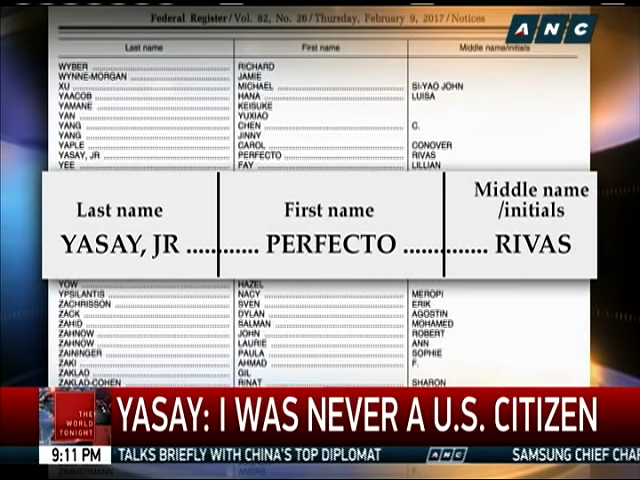 Federal Register / Vol. 82, No. 26 / Thursday, February 9, 2017 / Notices
ANC
Last name First name Middle name/initials
WYBER RICHARD
WYNNE-MORGAN JAMIE
XU MICHAEL SI-YAO JOHN
YAACOB HANA LUISA
YAMANE KEISUKE
YAN YUXIAO
YANG CHEN C.
YANG JINNY
YAPLE CAROL CONOVER
YASAY, JR PERFECTO RIVAS
YEE FAY LILLIAN
Last name First name Middle name
/initials
YASAY, JR ............ PERFECTO .............. RIVAS
YOW HAZEL
YPSILANTIS NACY MEROPI
ZACHRISSON SVEN ERIK
ZACK DYLAN AGOSTIN
ZAHID SALMAN MOHAMED
ZAHNOW JOHN ROBERT
ZAHNOW LAURIE ANN
ZAININGER PAULA SOPHIE
ZAKI AHMAD F.
ZAKLAD GIL
ZAKLAD-COHEN RINAT SHARON
THE
WORLD
TONIGHT
YASAY: I WAS NEVER A U.S. CITIZEN
9:11 PM TALKS BRIEFLY WITH CHINA'S TOP DIPLOMAT ANC SAMSUNG CHIEF CHAR
ZIMMERMANN ANDRE F.